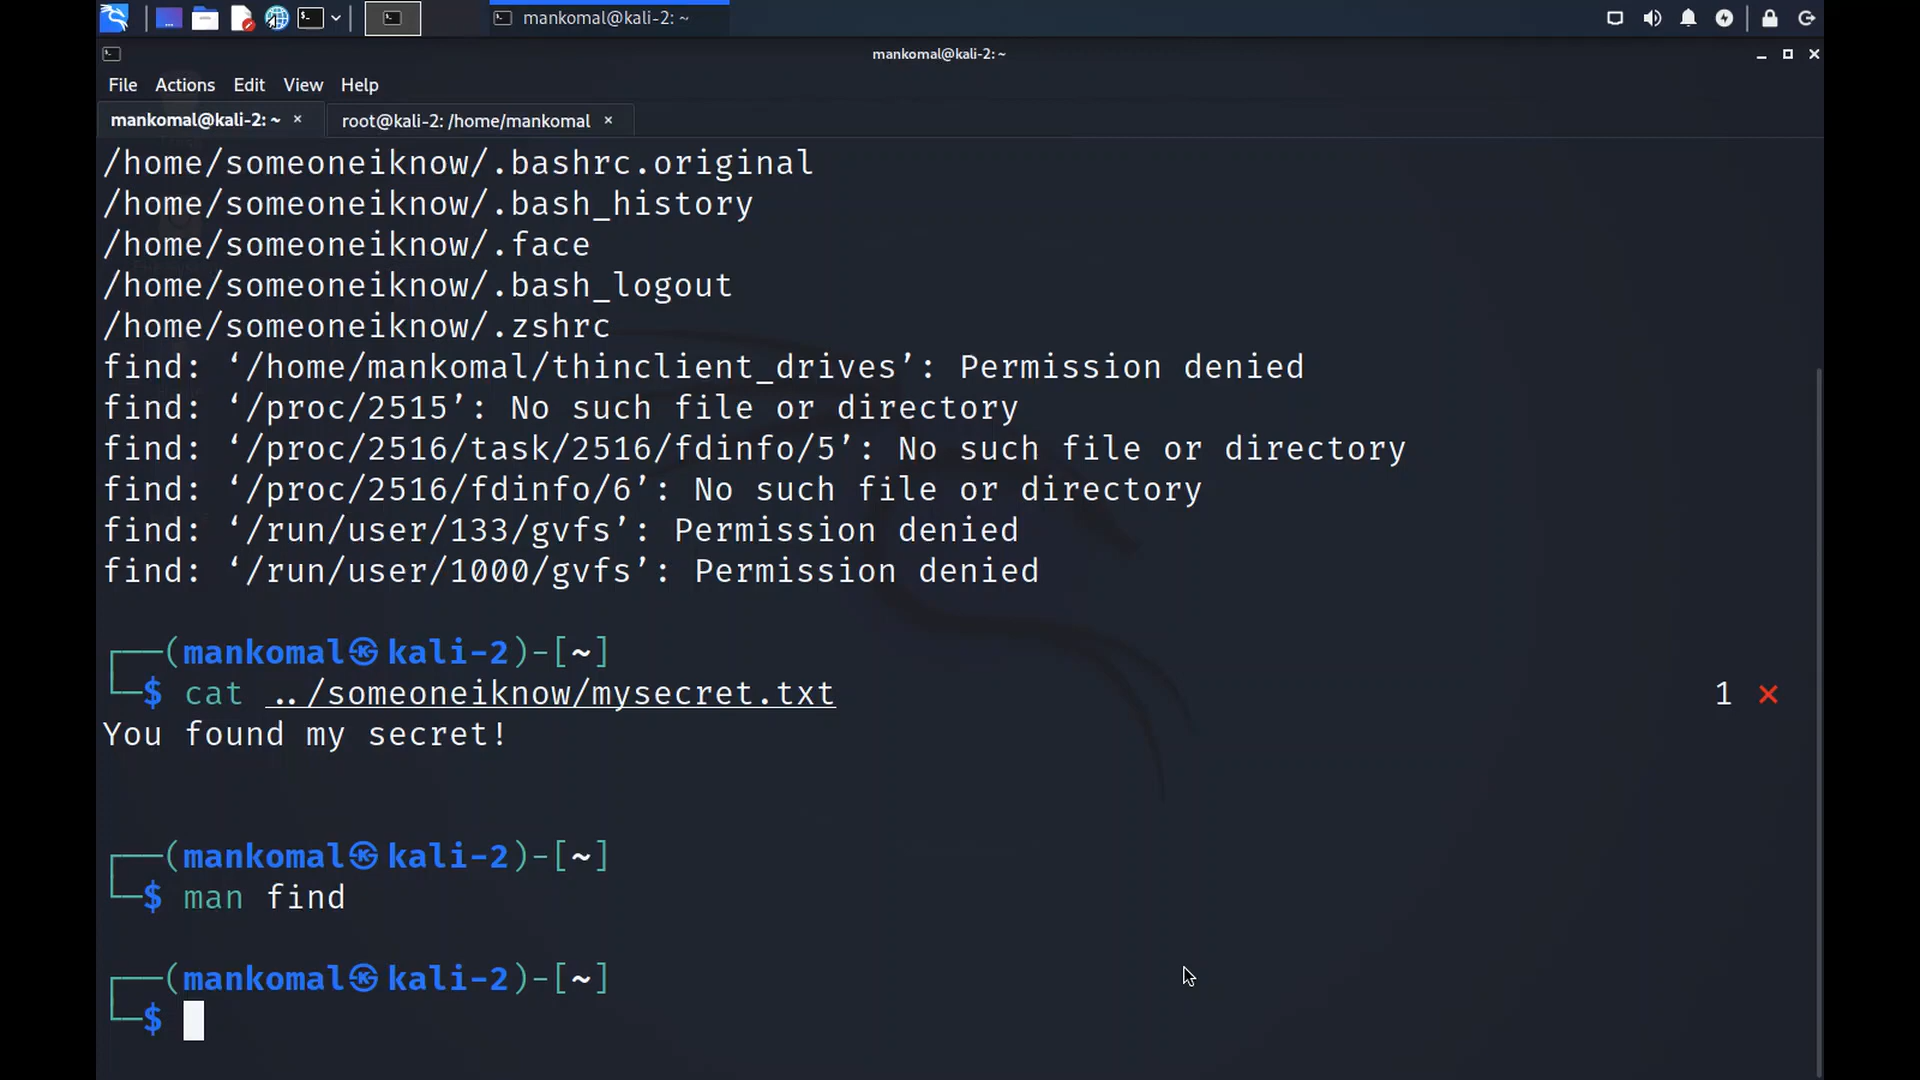 mankomal@kali-2: ~
mankomal@kali-2: ~
File Actions Edit View Help
mankomal@kali-2: ~ × root@kali-2: /home/mankomal ×
/home/someoneiknow/.bashrc.original
/home/someoneiknow/.bash_history
/home/someoneiknow/.face
/home/someoneiknow/.bash_logout
/home/someoneiknow/.zshrc
find: ‘/home/mankomal/thinclient_drives’: Permission denied
find: ‘/proc/2515’: No such file or directory
find: ‘/proc/2516/task/2516/fdinfo/5’: No such file or directory
find: ‘/proc/2516/fdinfo/6’: No such file or directory
find: ‘/run/user/133/gvfs’: Permission denied
find: ‘/run/user/1000/gvfs’: Permission denied
┌──(mankomal㉿kali-2)-[~]
└─$ cat ../someoneiknow/mysecret.txt 1 ⨯
You found my secret!
┌──(mankomal㉿kali-2)-[~]
└─$ man find
┌──(mankomal㉿kali-2)-[~]
└─$